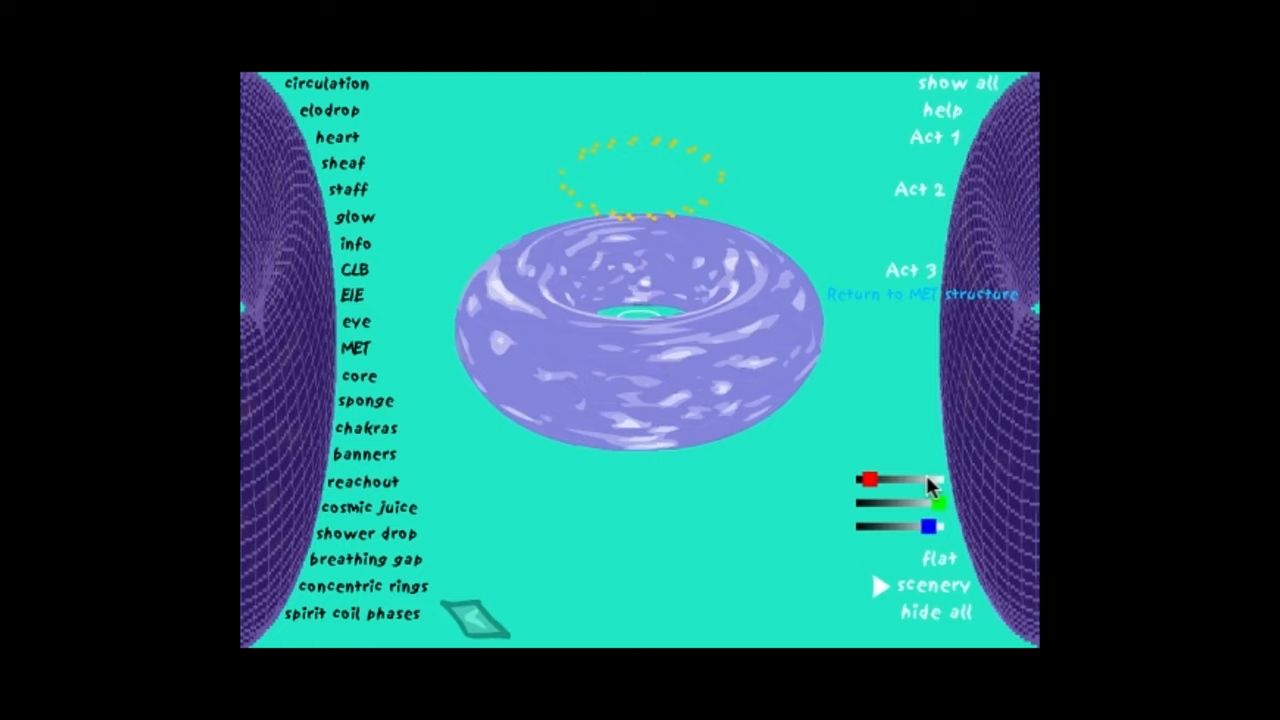 circulation
elodrop
heart
sheaf
staff
glow
info
CLB
EIE
eye
MET
core
sponge
chakras
banners
reachout
cosmic juice
shower drop
breathing gap
concentric rings
spirit coil phases
show all
help
Act 1
Act 2
Act 3
Return to MET structure
flat
scenery
hide all